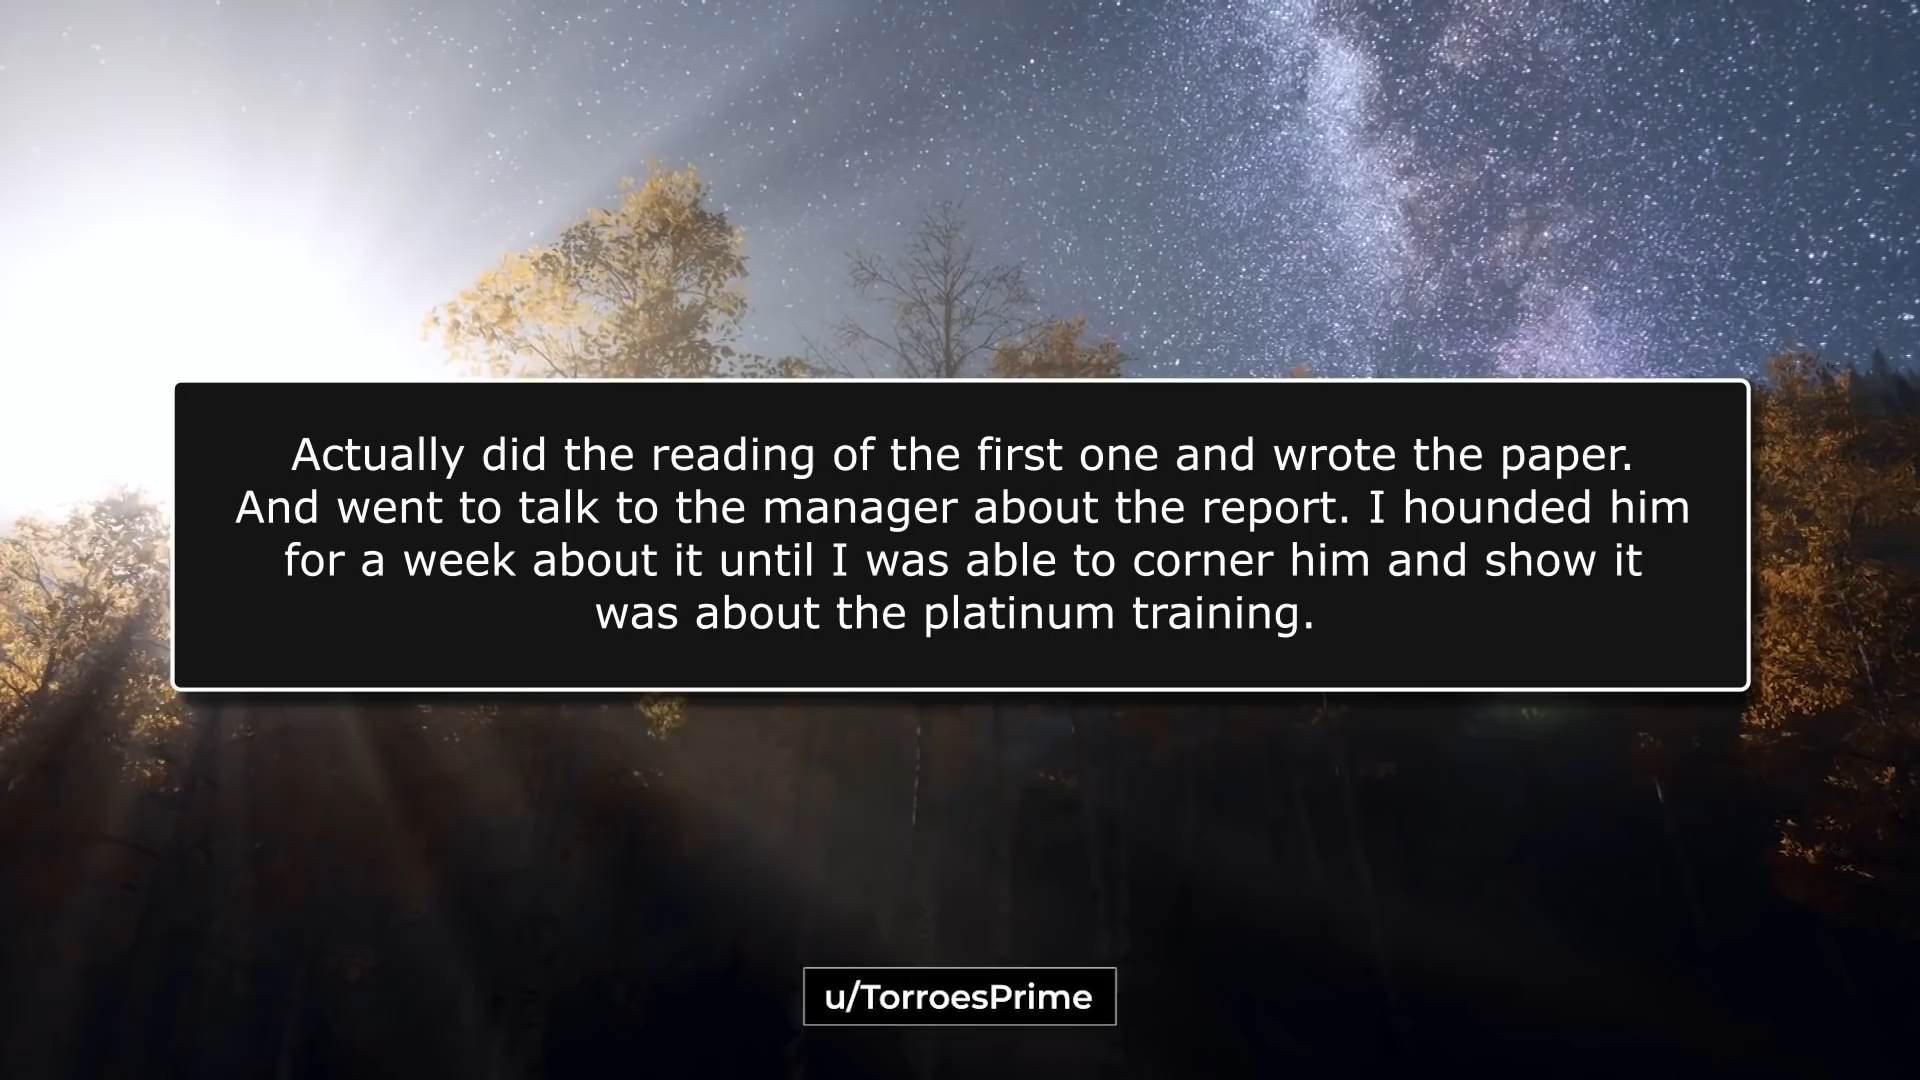 Actually did the reading of the first one and wrote the paper.
And went to talk to the manager about the report. I hounded him
for a week about it until I was able to corner him and show it
was about the platinum training.
u/TorroesPrime